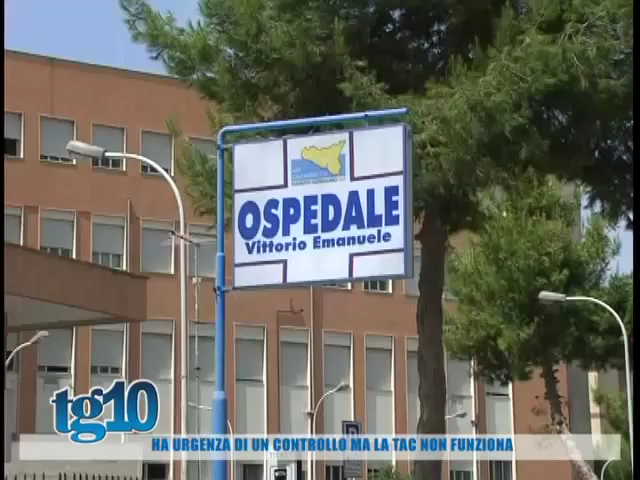 OSPEDALE
Vittorio Emanuele
tg10
HA URGENZA DI UN CONTROLLO MA LA TAC NON FUNZIONA